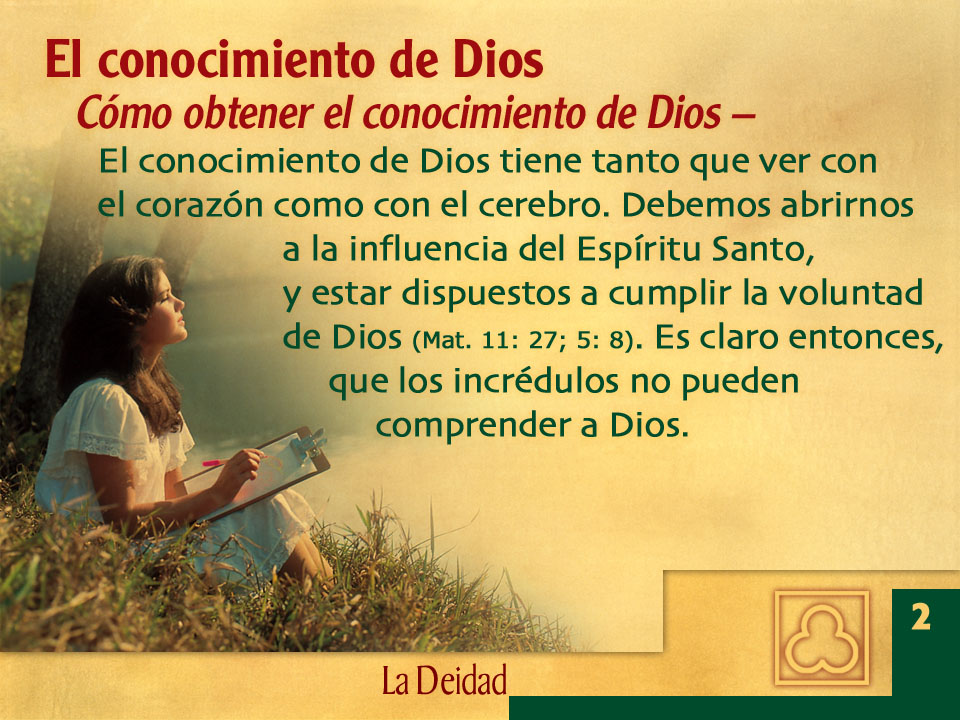 El conocimiento de Dios
Cómo obtener el conocimiento de Dios –
El conocimiento de Dios tiene tanto que ver con
el corazón como con el cerebro. Debemos abrirnos
a la influencia del Espíritu Santo,
y estar dispuestos a cumplir la voluntad
de Dios (Mat. 11: 27; 5: 8). Es claro entonces,
que los incrédulos no pueden
comprender a Dios.
2
La Deidad